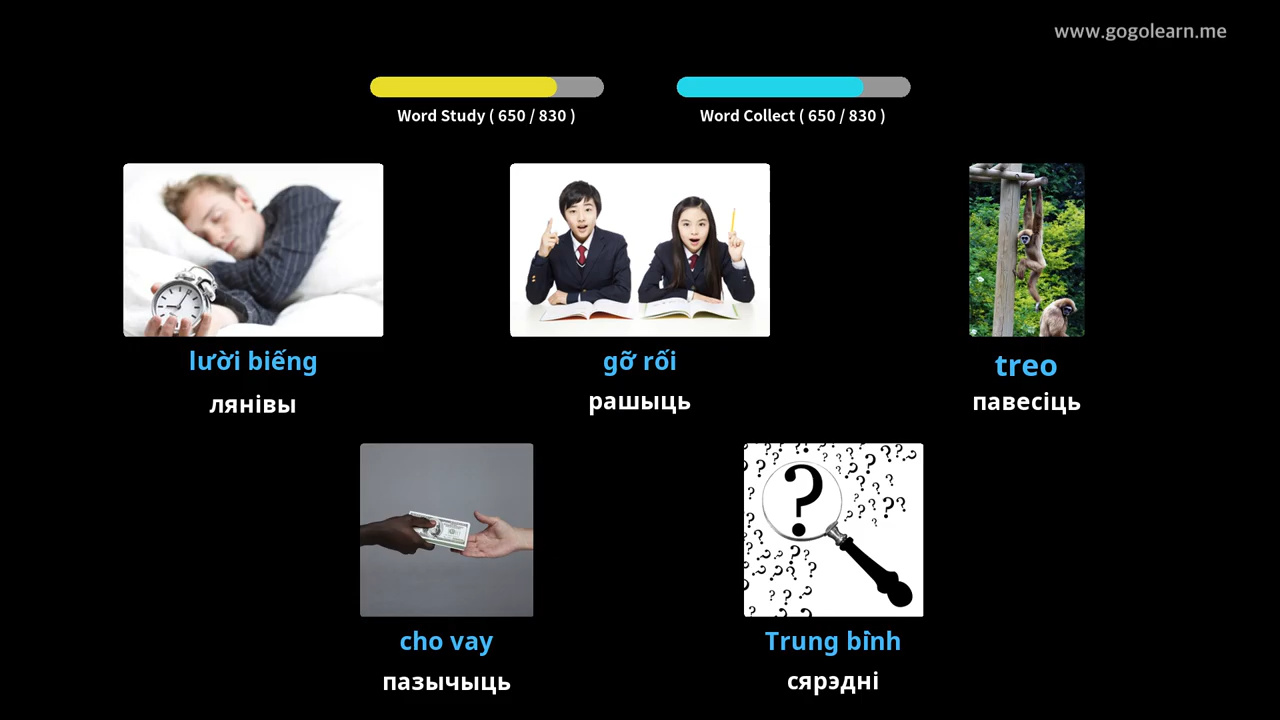 www.gogolearn.me
Word Study ( 650 / 830 )
Word Collect ( 650 / 830 )
lười biếng
лянівы
gỡ rối
рашыць
treo
павесіць
cho vay
пазычыць
Trung bình
сярэдні